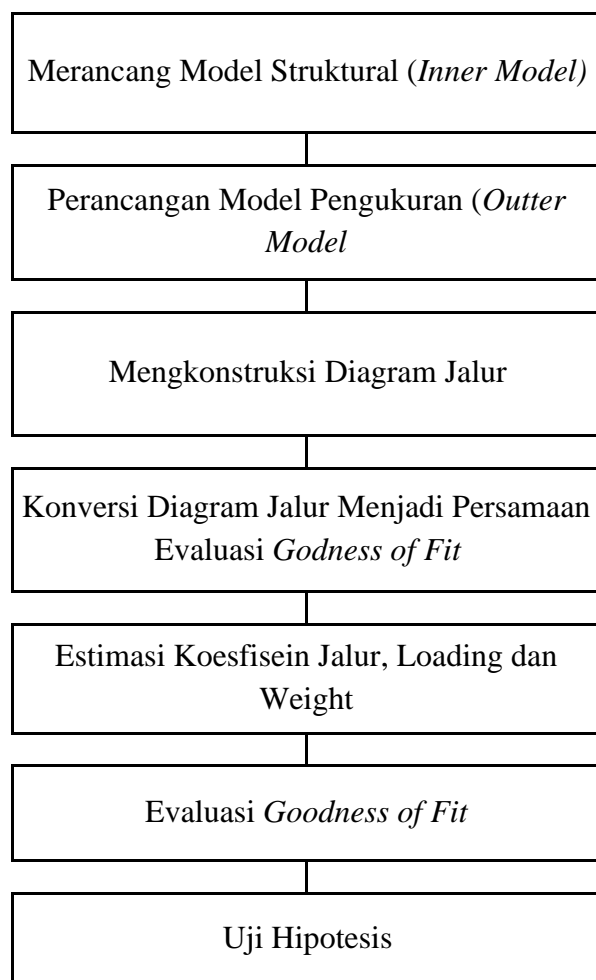 Merancang Model Struktural (Inner Model)
Perancangan Model Pengukuran (Outter
Model
Mengkonstruksi Diagram Jalur
Konversi Diagram Jalur Menjadi Persamaan
Evaluasi Godness of Fit
Estimasi Koesfisein Jalur, Loading dan
Weight
Evaluasi Goodness of Fit
Uji Hipotesis